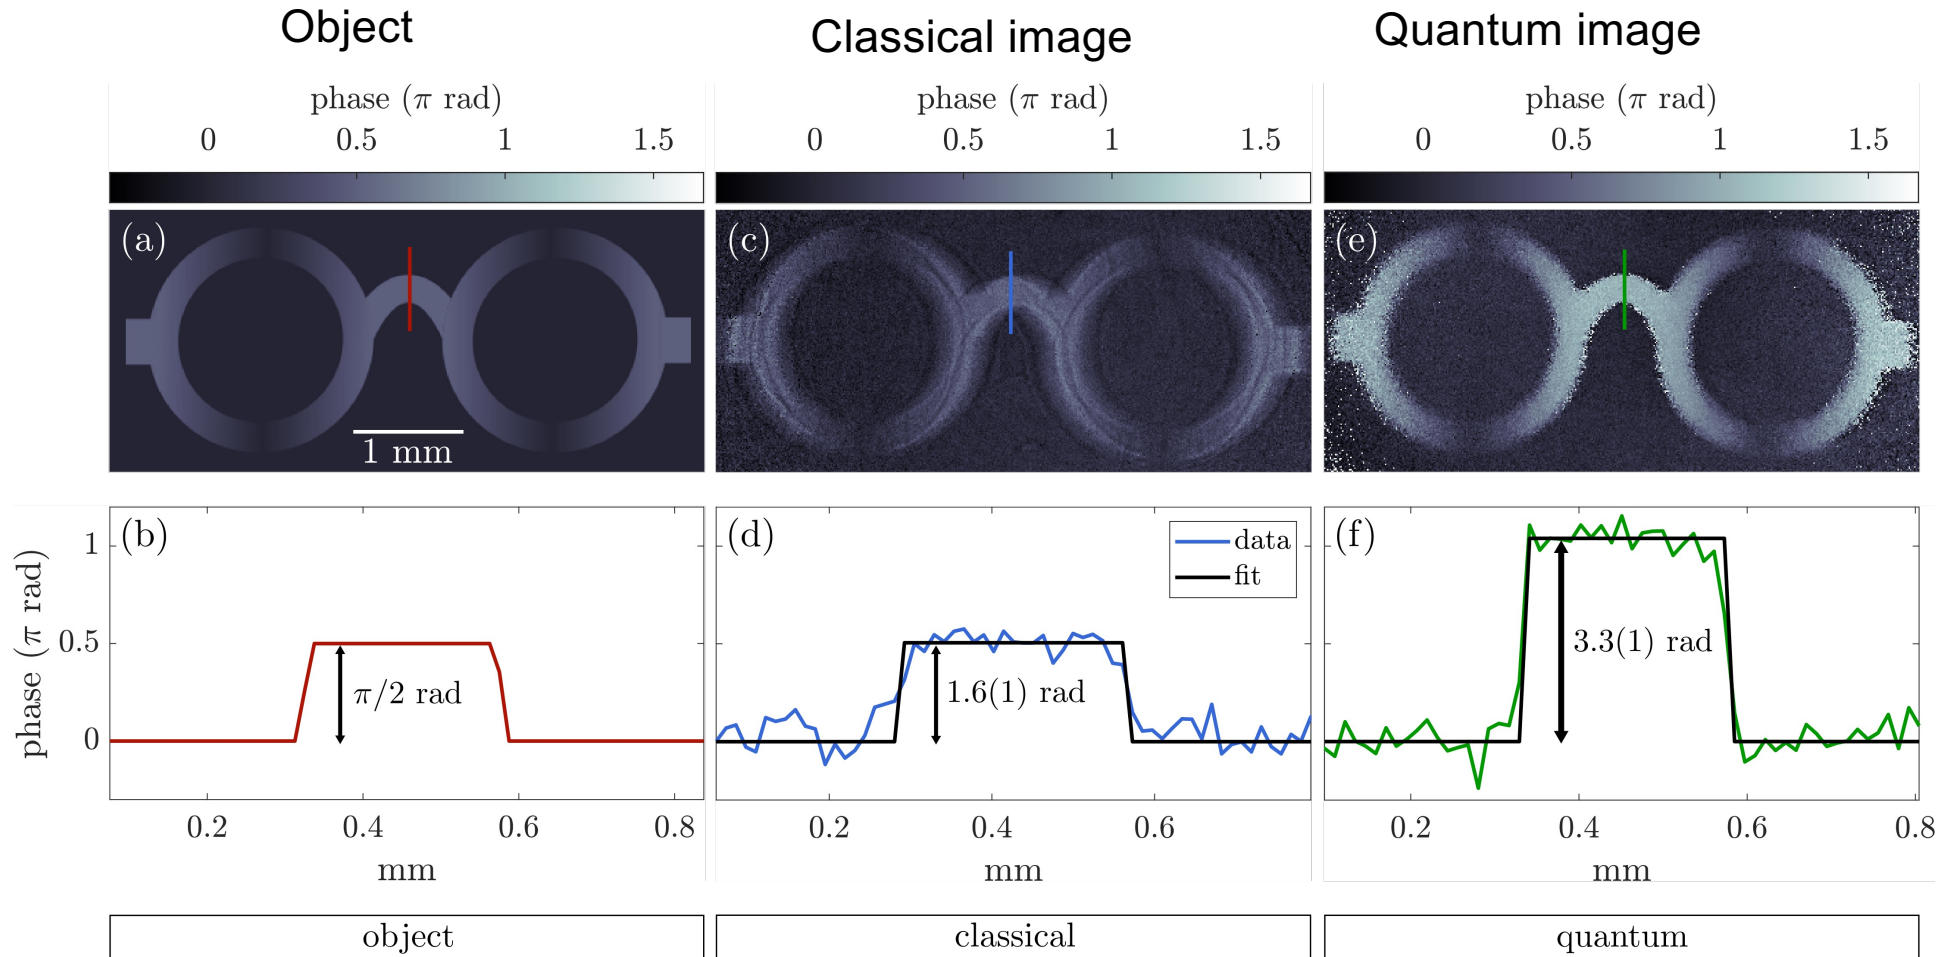 Object
Classical image
Quantum image
phase (π rad)
0 0.5 1 1.5
phase (π rad)
0 0.5 1 1.5
phase (π rad)
0 0.5 1 1.5
(a)
1 mm
(c)
(e)
phase (π rad)
1
0.5
0
(b)
π/2 rad
0.2 0.4 0.6 0.8
mm
(d)
data
fit
1.6(1) rad
0.2 0.4 0.6
mm
(f)
3.3(1) rad
0.2 0.4 0.6 0.8
mm
object
classical
quantum